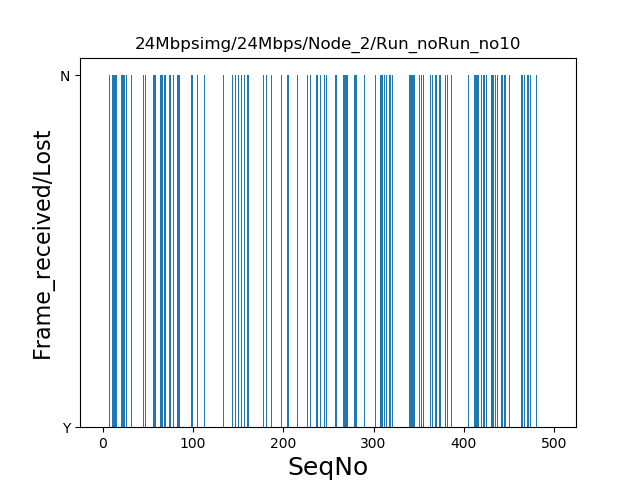 24Mbpsimg/24Mbps/Node_2/Run_noRun_no10
N
Frame_received/Lost
Y
0 100 200 300 400 500
SeqNo